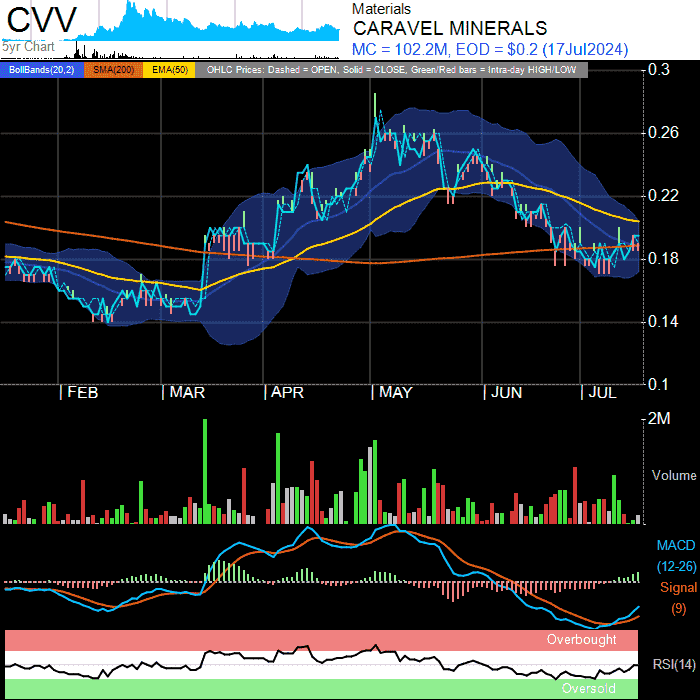 CVV
5yr Chart
Materials
CARAVEL MINERALS
MC = 102.2M, EOD = $0.2 (17Jul2024)
BollBands(20,2) SMA(200) EMA(50) OHLC Prices: Dashed = OPEN, Solid = CLOSE, Green/Red bars = Intra-day HIGH/LOW
0.3
0.26
0.22
0.18
0.14
0.1
FEB MAR APR MAY JUN JUL
2M
Volume
MACD
(12-26)
Signal
(9)
Overbought
RSI(14)
Oversold